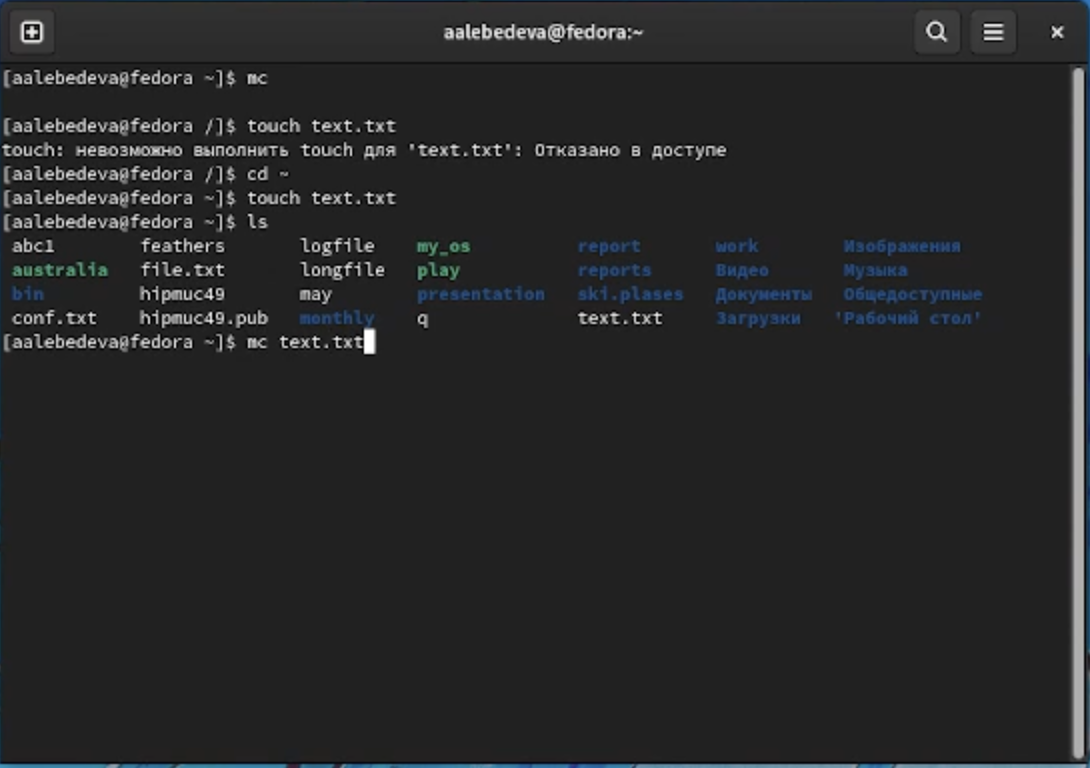 aalebedeva@fedora:~
[aalebedeva@fedora ~]$ mc
[aalebedeva@fedora /]$ touch text.txt
touch: невозможно выполнить touch для 'text.txt': Отказано в доступе
[aalebedeva@fedora /]$ cd ~
[aalebedeva@fedora ~]$ touch text.txt
[aalebedeva@fedora ~]$ ls
abc1 feathers logfile my_os report work Изображения
australia file.txt longfile play reports Видео Музыка
bin hipmuc49 may presentation ski.plases Документы Общедоступные
conf.txt hipmuc49.pub monthly q text.txt Загрузки 'Рабочий стол'
[aalebedeva@fedora ~]$ mc text.txt